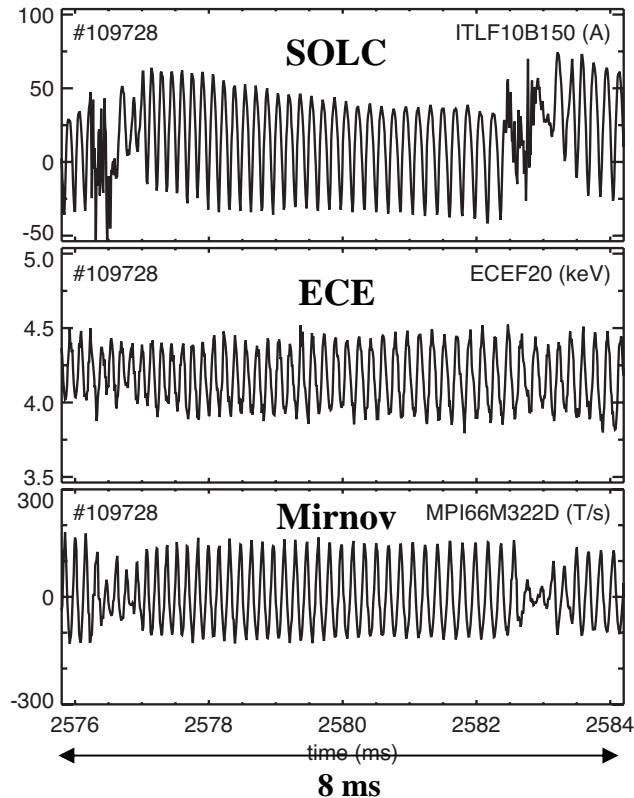 100
#109728
SOLC
ITLF10B150 (A)
50
0
-50
5.0
#109728
ECE
ECEF20 (keV)
4.5
4.0
3.5
300
#109728
Mirnov
MPI66M322D (T/s)
0
-300
2576 2578 2580 2582 2584
time (ms)
8 ms